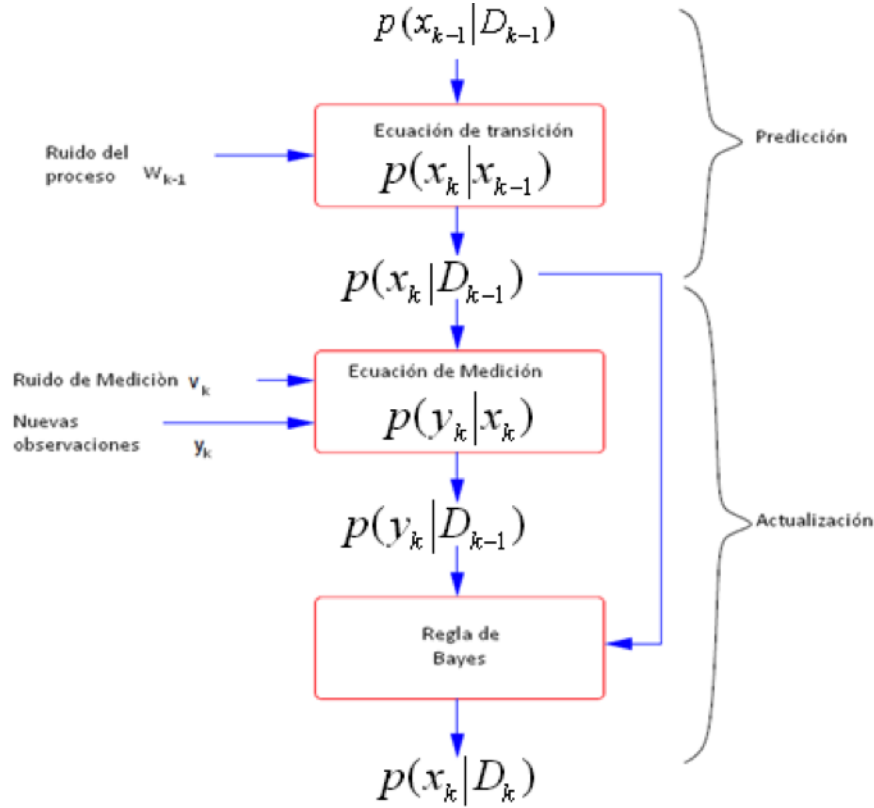 p(x_{k-1}|D_{k-1})
Ecuación de transición
p(x_k|x_{k-1})
Ruido del
proceso W_{k-1}
Predicción
p(x_k|D_{k-1})
Ruido de Mediciòn v_k
Ecuación de Medición
p(y_k|x_k)
Nuevas
observaciones
y_k
p(y_k|D_{k-1})
Actualización
Regla de
Bayes
p(x_k|D_k)